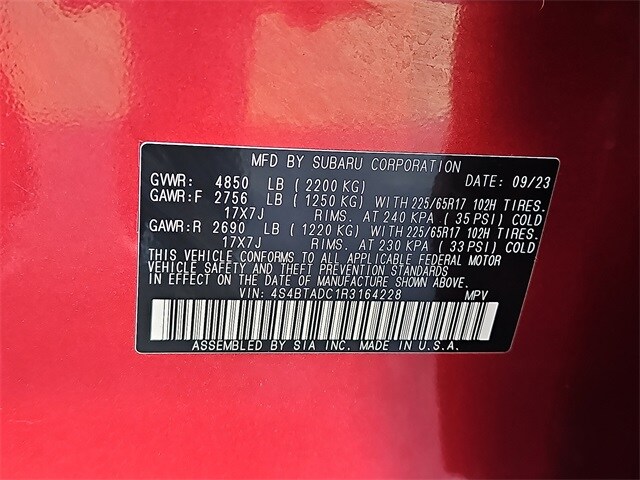 MFD BY SUBARU CORPORATION
GVWR: 4850 LB (2200 KG) DATE: 09/23
GAWR:F 2756 LB (1250 KG) WITH 225/65R17 102H TIRES.
17X7J RIMS. AT 240 KPA (35 PSI) COLD
GAWR:R 2690 LB (1220 KG) WITH 225/65R17 102H TIRES.
17X7J RIMS. AT 230 KPA (33 PSI) COLD
THIS VEHICLE CONFORMS TO ALL APPLICABLE FEDERAL MOTOR
VEHICLE SAFETY AND THEFT PREVENTION STANDARDS
IN EFFECT ON THE DATE OF MANUFACTURE SHOWN ABOVE.
VIN: 4S4BTADC1R3164228 MPV
ASSEMBLED BY SIA INC. MADE IN U.S.A.